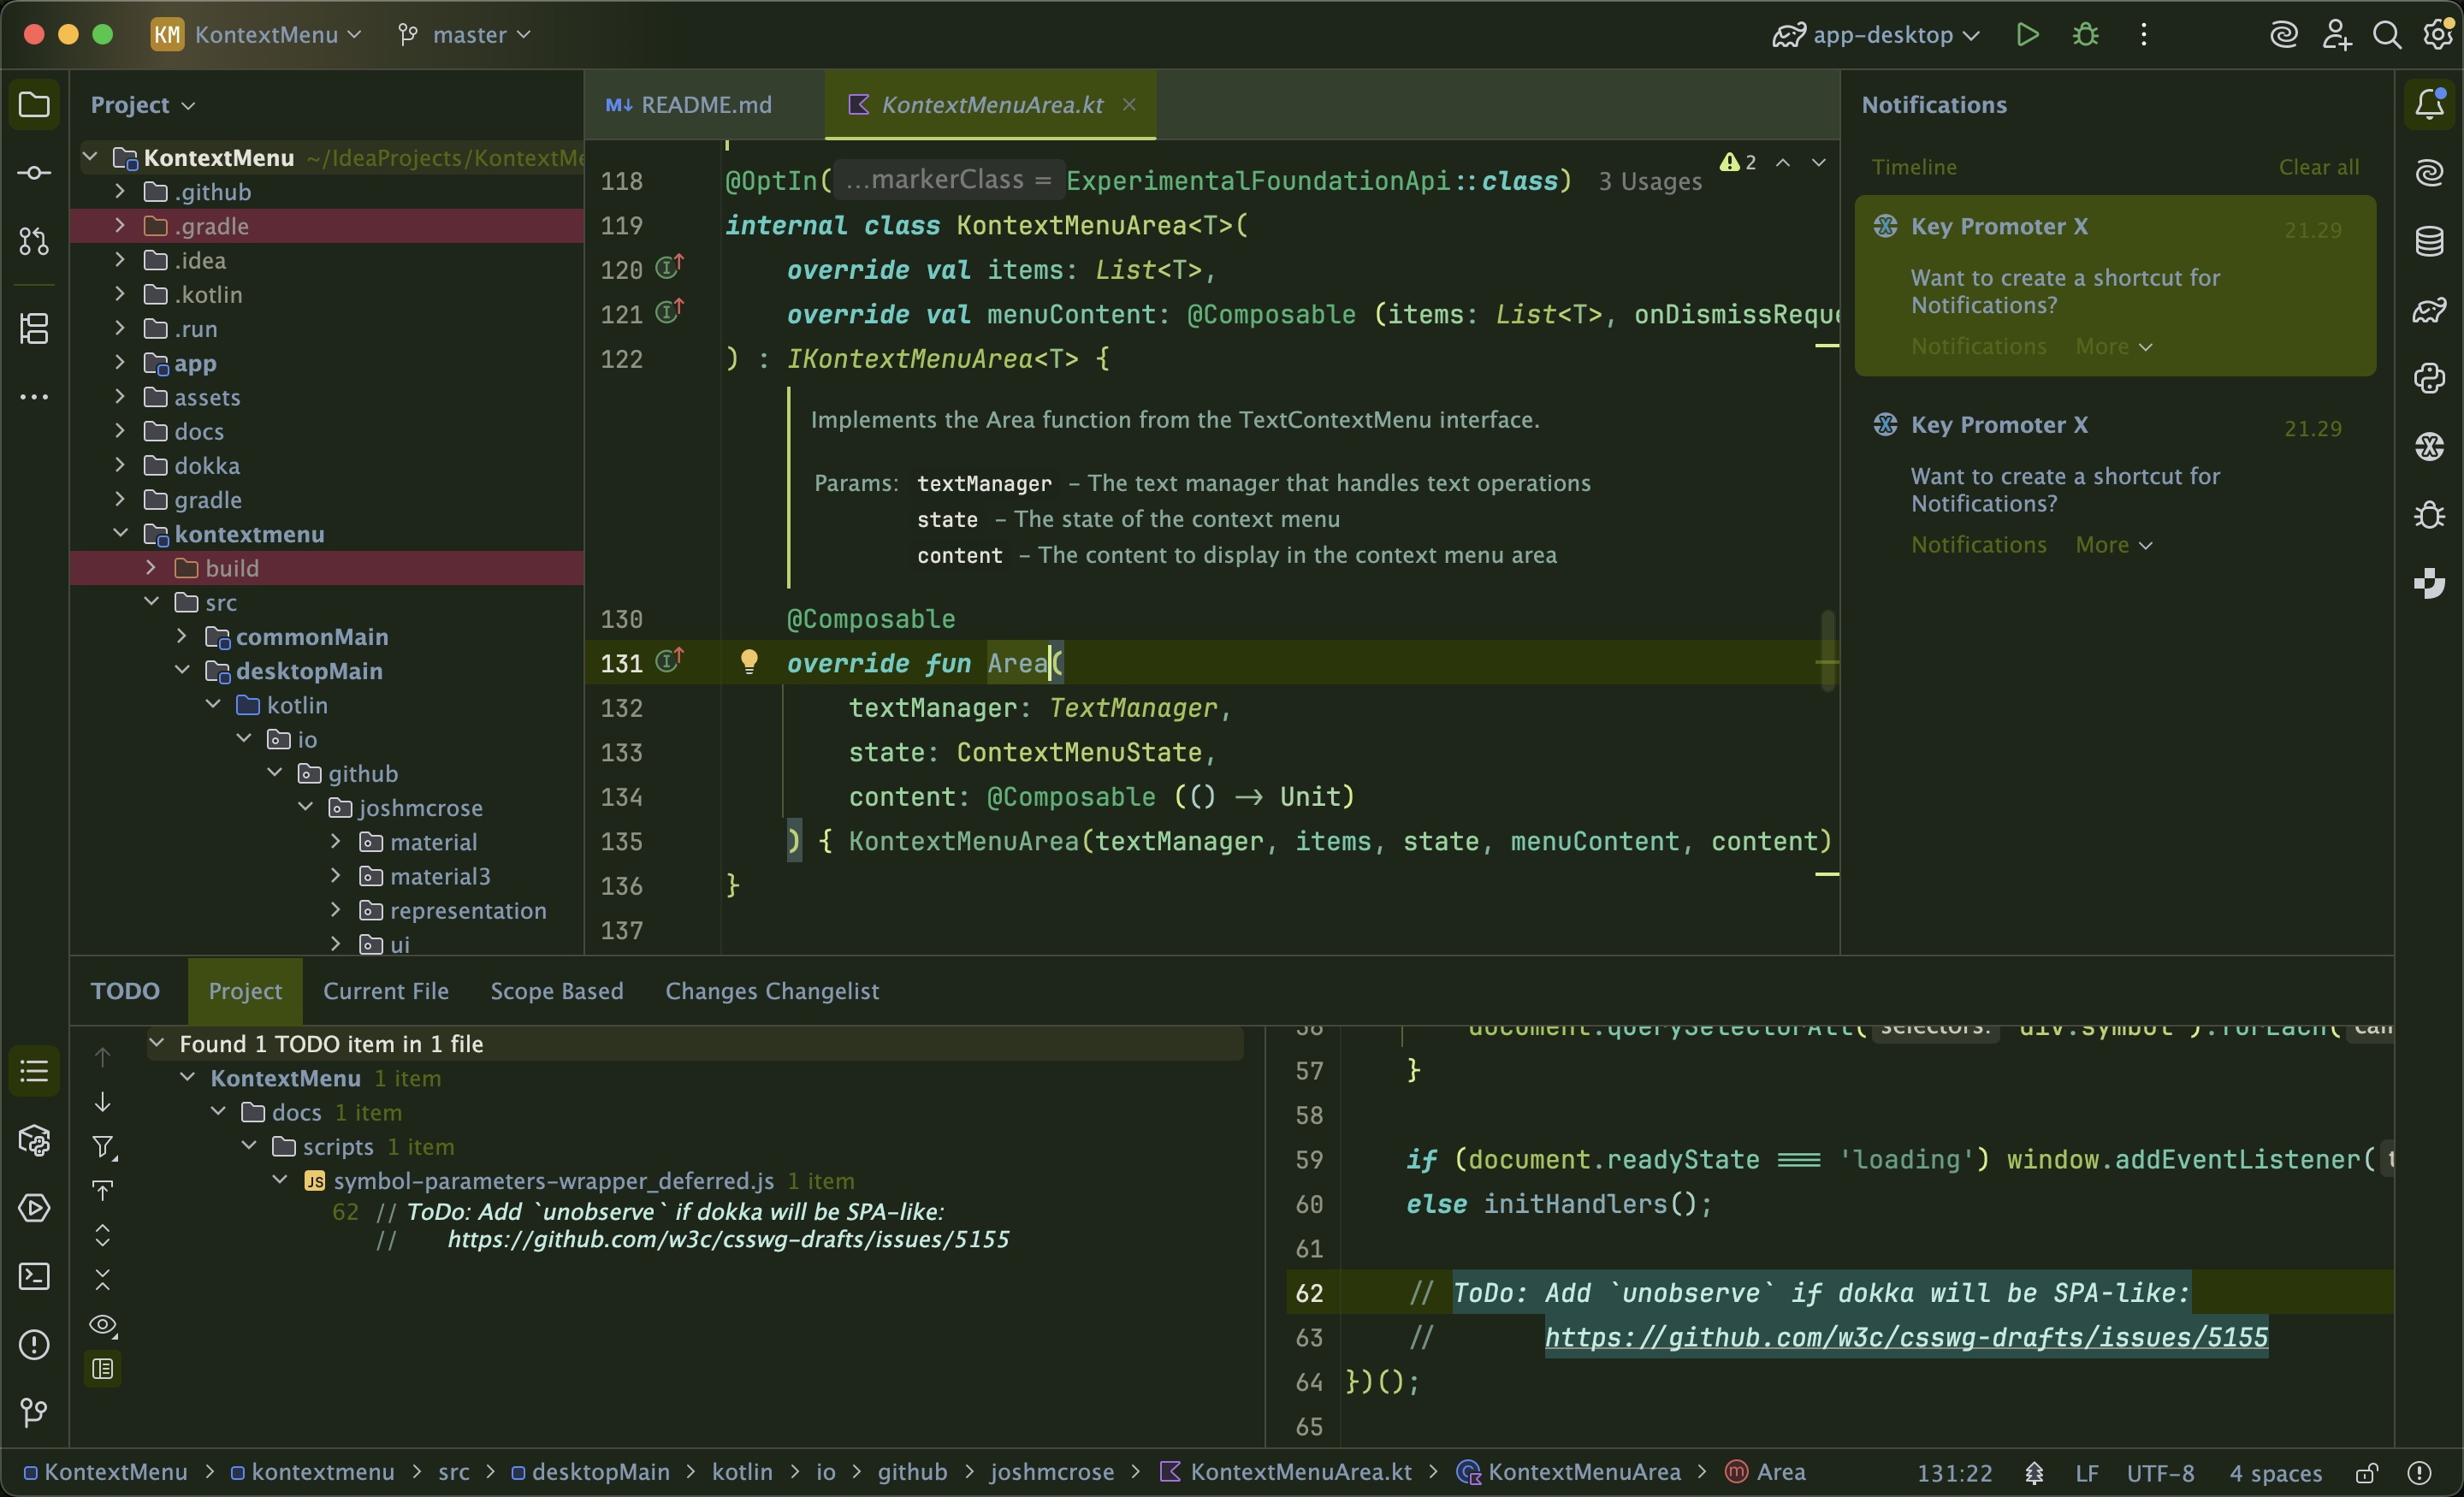 KM KontextMenu master app-desktop
Project
KontextMenu ~/IdeaProjects/KontextMe
.github
.gradle
.idea
.kotlin
.run
app
assets
docs
dokka
gradle
kontextmenu
build
src
commonMain
desktopMain
kotlin
io
github
joshmcrose
material
material3
representation
ui
M↓ README.md KontextMenuArea.kt
2
118 @OptIn( ...markerClass = ExperimentalFoundationApi::class) 3 Usages
119 internal class KontextMenuArea<T>(
120 override val items: List<T>,
121 override val menuContent: @Composable (items: List<T>, onDismissReque
122 ) : IKontextMenuArea<T> {
Implements the Area function from the TextContextMenu interface.
Params: textManager – The text manager that handles text operations
state – The state of the context menu
content – The content to display in the context menu area
130 @Composable
131 override fun Area(
132 textManager: TextManager,
133 state: ContextMenuState,
134 content: @Composable (() -> Unit)
135 ) { KontextMenuArea(textManager, items, state, menuContent, content)
136 }
137
Notifications
Timeline Clear all
Key Promoter X 21.29
Want to create a shortcut for
Notifications?
Notifications More
Key Promoter X 21.29
Want to create a shortcut for
Notifications?
Notifications More
TODO Project Current File Scope Based Changes Changelist
Found 1 TODO item in 1 file
KontextMenu 1 item
docs 1 item
scripts 1 item
JS symbol-parameters-wrapper_deferred.js 1 item
62 // ToDo: Add `unobserve` if dokka will be SPA-like:
// https://github.com/w3c/csswg-drafts/issues/5155
56 document.querySelectorAll( selectors: 'div.symbol').forEach( call
57 }
58
59 if (document.readyState === 'loading') window.addEventListener( t
60 else initHandlers();
61
62 // ToDo: Add `unobserve` if dokka will be SPA-like:
63 // https://github.com/w3c/csswg-drafts/issues/5155
64 })();
65
KontextMenu > kontextmenu > src > desktopMain > kotlin > io > github > joshmcrose > KontextMenuArea.kt > KontextMenuArea > Area 131:22 LF UTF-8 4 spaces